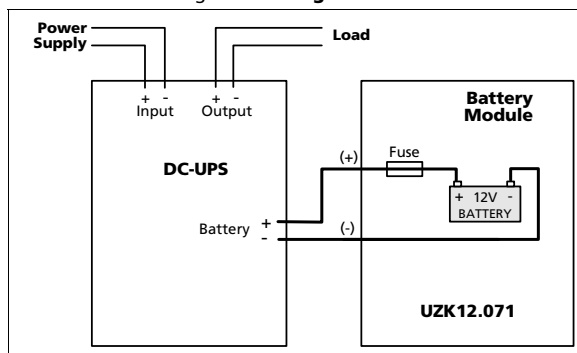 Power
Supply
Load
+ - + -
Input Output
Battery
Module
DC-UPS
(+)
Fuse
+ 12V -
BATTERY
Battery + -
(-)
UZK12.071